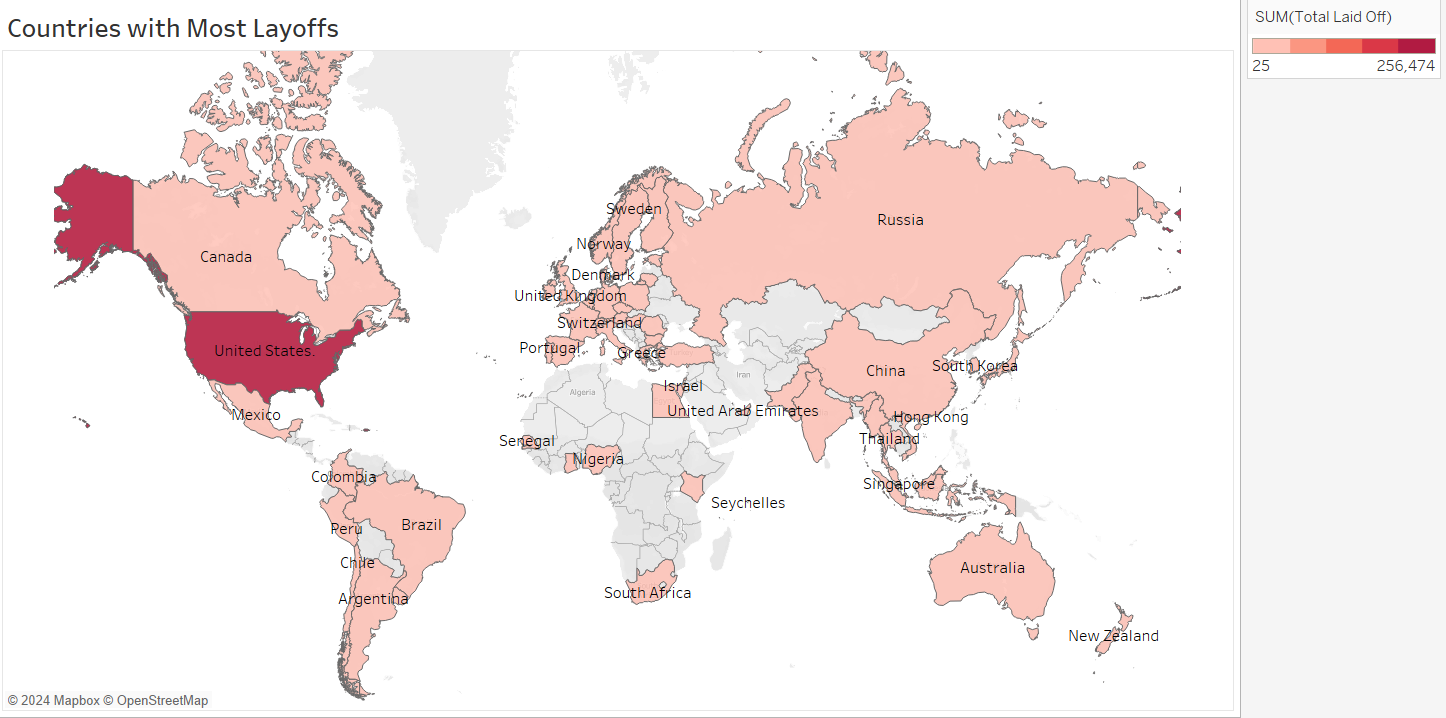 Countries with Most Layoffs
SUM(Total Laid Off)
25 256,474
Sweden
Russia
Norway
Canada
Denmark
United Kingdom
Switzerland
Portugal
United States.
Greece
South Korea
China
Iran
Israel
Algeria
United Arab Emirates
Mexico
Hong Kong
Thailand
Senegal
Nigeria
Colombia
Singapore
Seychelles
Brazil
Peru
Chile
Australia
South Africa
Argentina
New Zealand
© 2024 Mapbox © OpenStreetMap